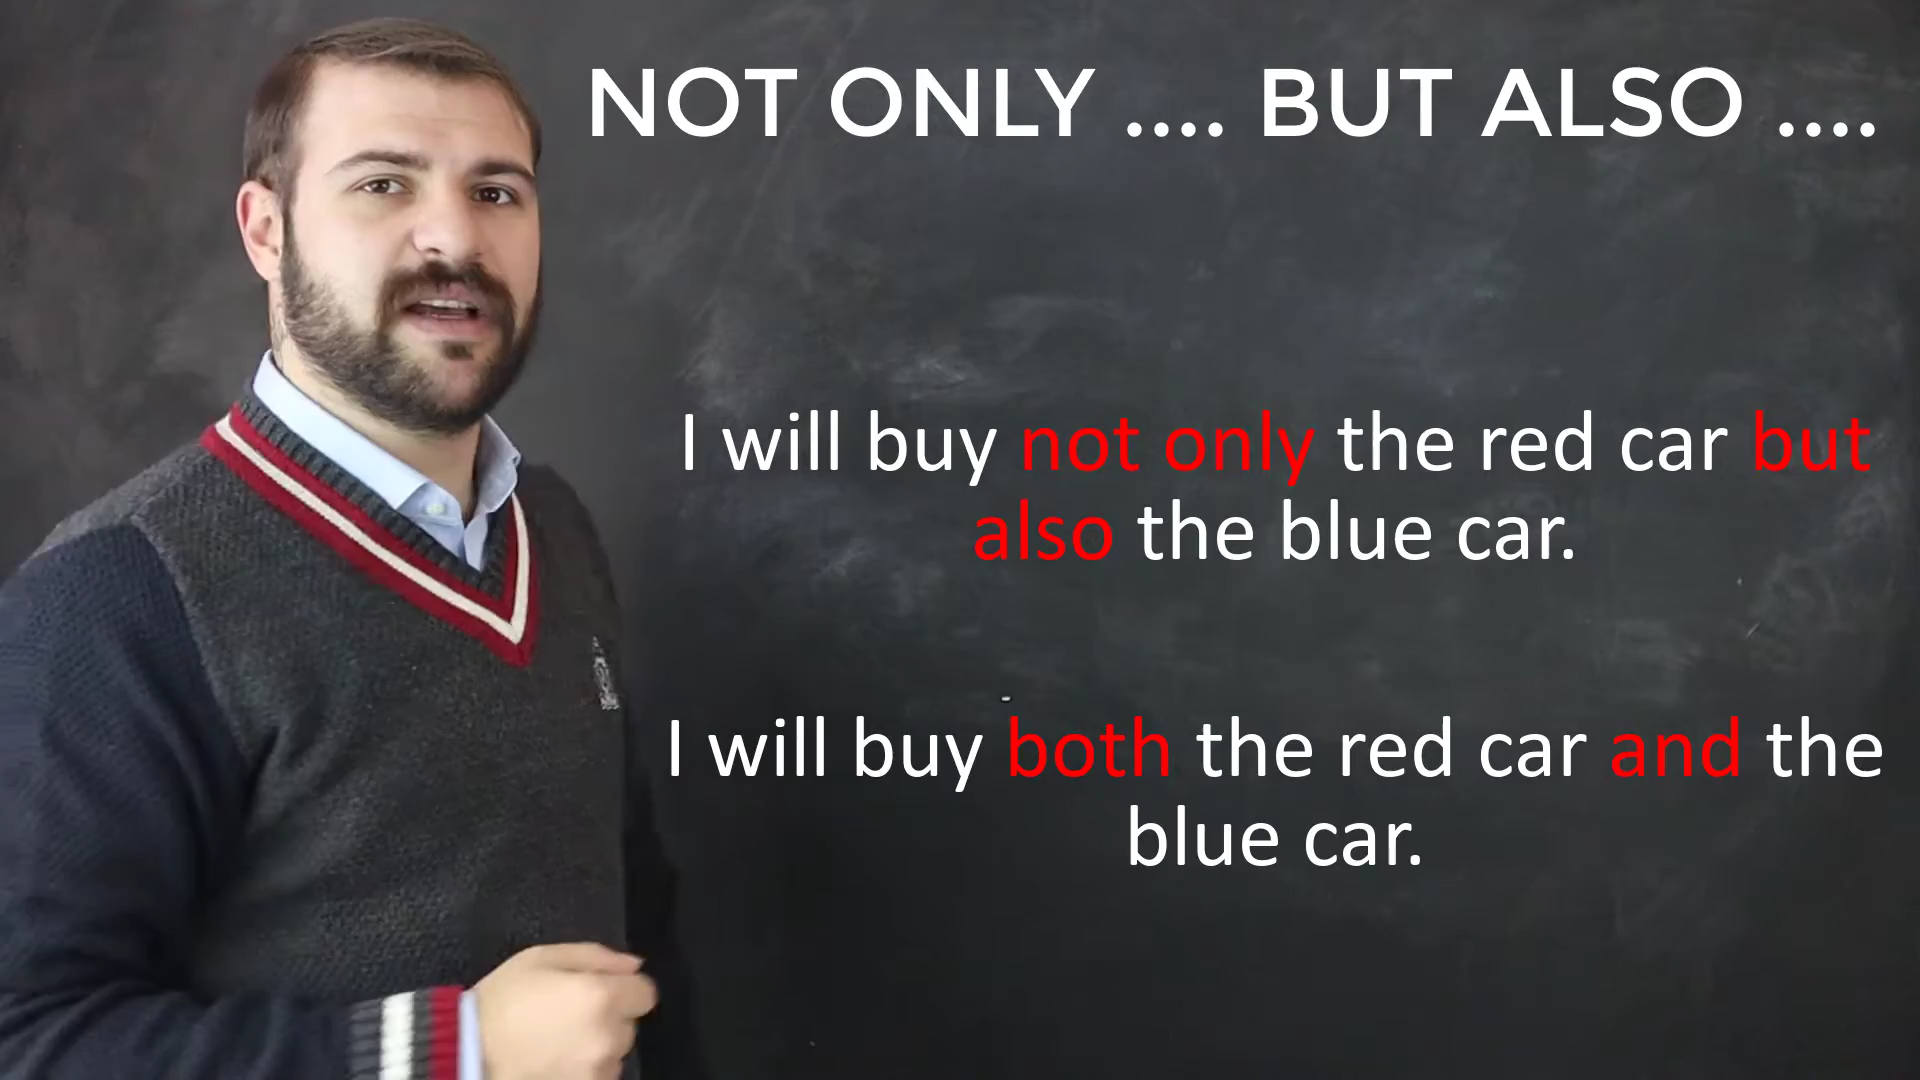 NOT ONLY .... BUT ALSO ....
I will buy not only the red car but
also the blue car.
I will buy both the red car and the
blue car.